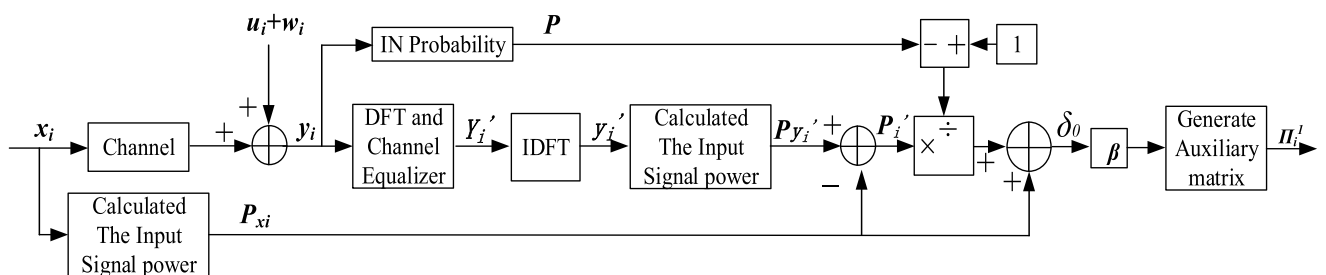 u_i+w_i
IN Probability
P
− +
1
x_i
Channel
+
+
y_i
DFT and
Channel
Equalizer
Y_i'
IDFT
y_i'
Calculated
The Input
Signal power
P_{y_i'}
+
−
P_i'
× ÷
+
+
δ_0
β
Generate
Auxiliary
matrix
Π_i^I
Calculated
The Input
Signal power
P_{xi}